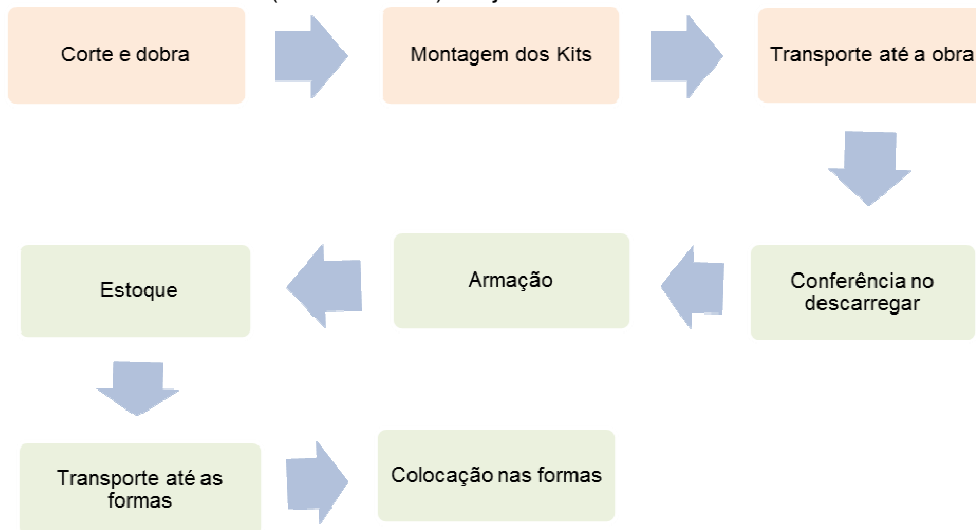 Corte e dobra
Montagem dos Kits
Transporte até a obra
Conferência no
descarregar
Armação
Estoque
Transporte até as
formas
Colocação nas formas